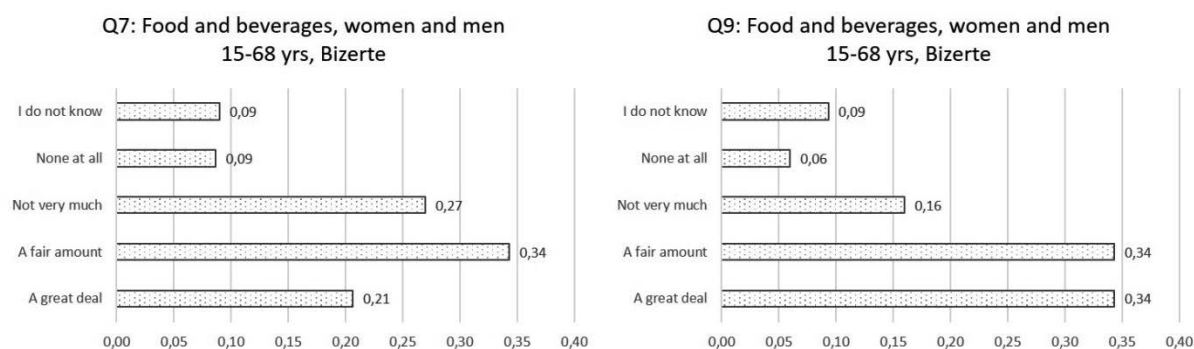 Q7: Food and beverages, women and men
15-68 yrs, Bizerte
I do not know
0,09
None at all
0,09
Not very much
0,27
A fair amount
0,34
A great deal
0,21
0,00 0,05 0,10 0,15 0,20 0,25 0,30 0,35 0,40
Q9: Food and beverages, women and men
15-68 yrs, Bizerte
I do not know
0,09
None at all
0,06
Not very much
0,16
A fair amount
0,34
A great deal
0,34
0,00 0,05 0,10 0,15 0,20 0,25 0,30 0,35 0,40